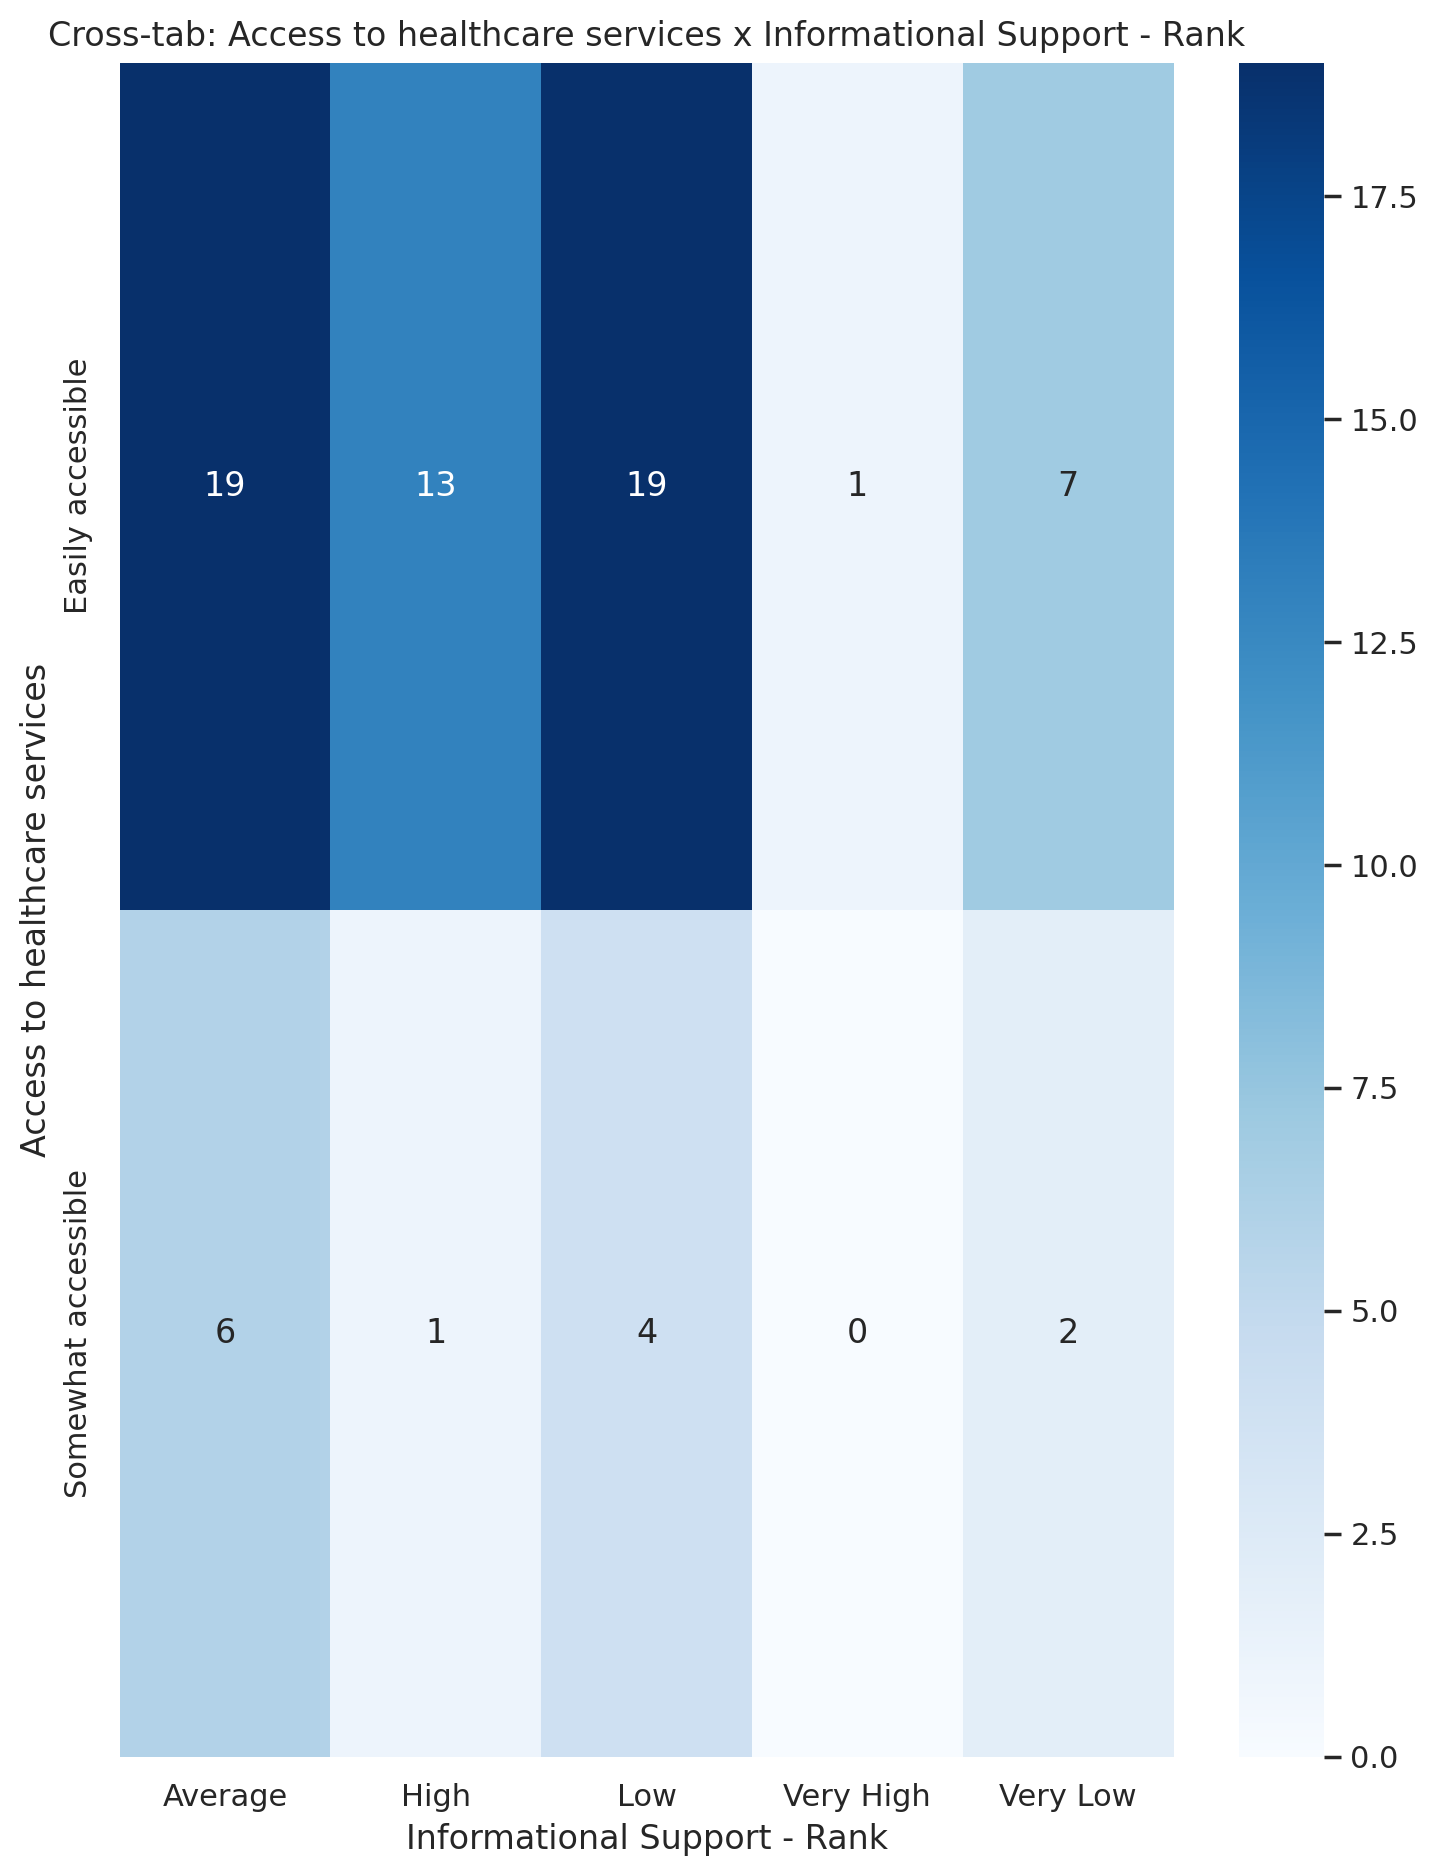 Cross-tab: Access to healthcare services x Informational Support - Rank
Access to healthcare services
Easily accessible
19 13 19 1 7
Somewhat accessible
6 1 4 0 2
Average High Low Very High Very Low
Informational Support - Rank
17.5
15.0
12.5
10.0
7.5
5.0
2.5
0.0